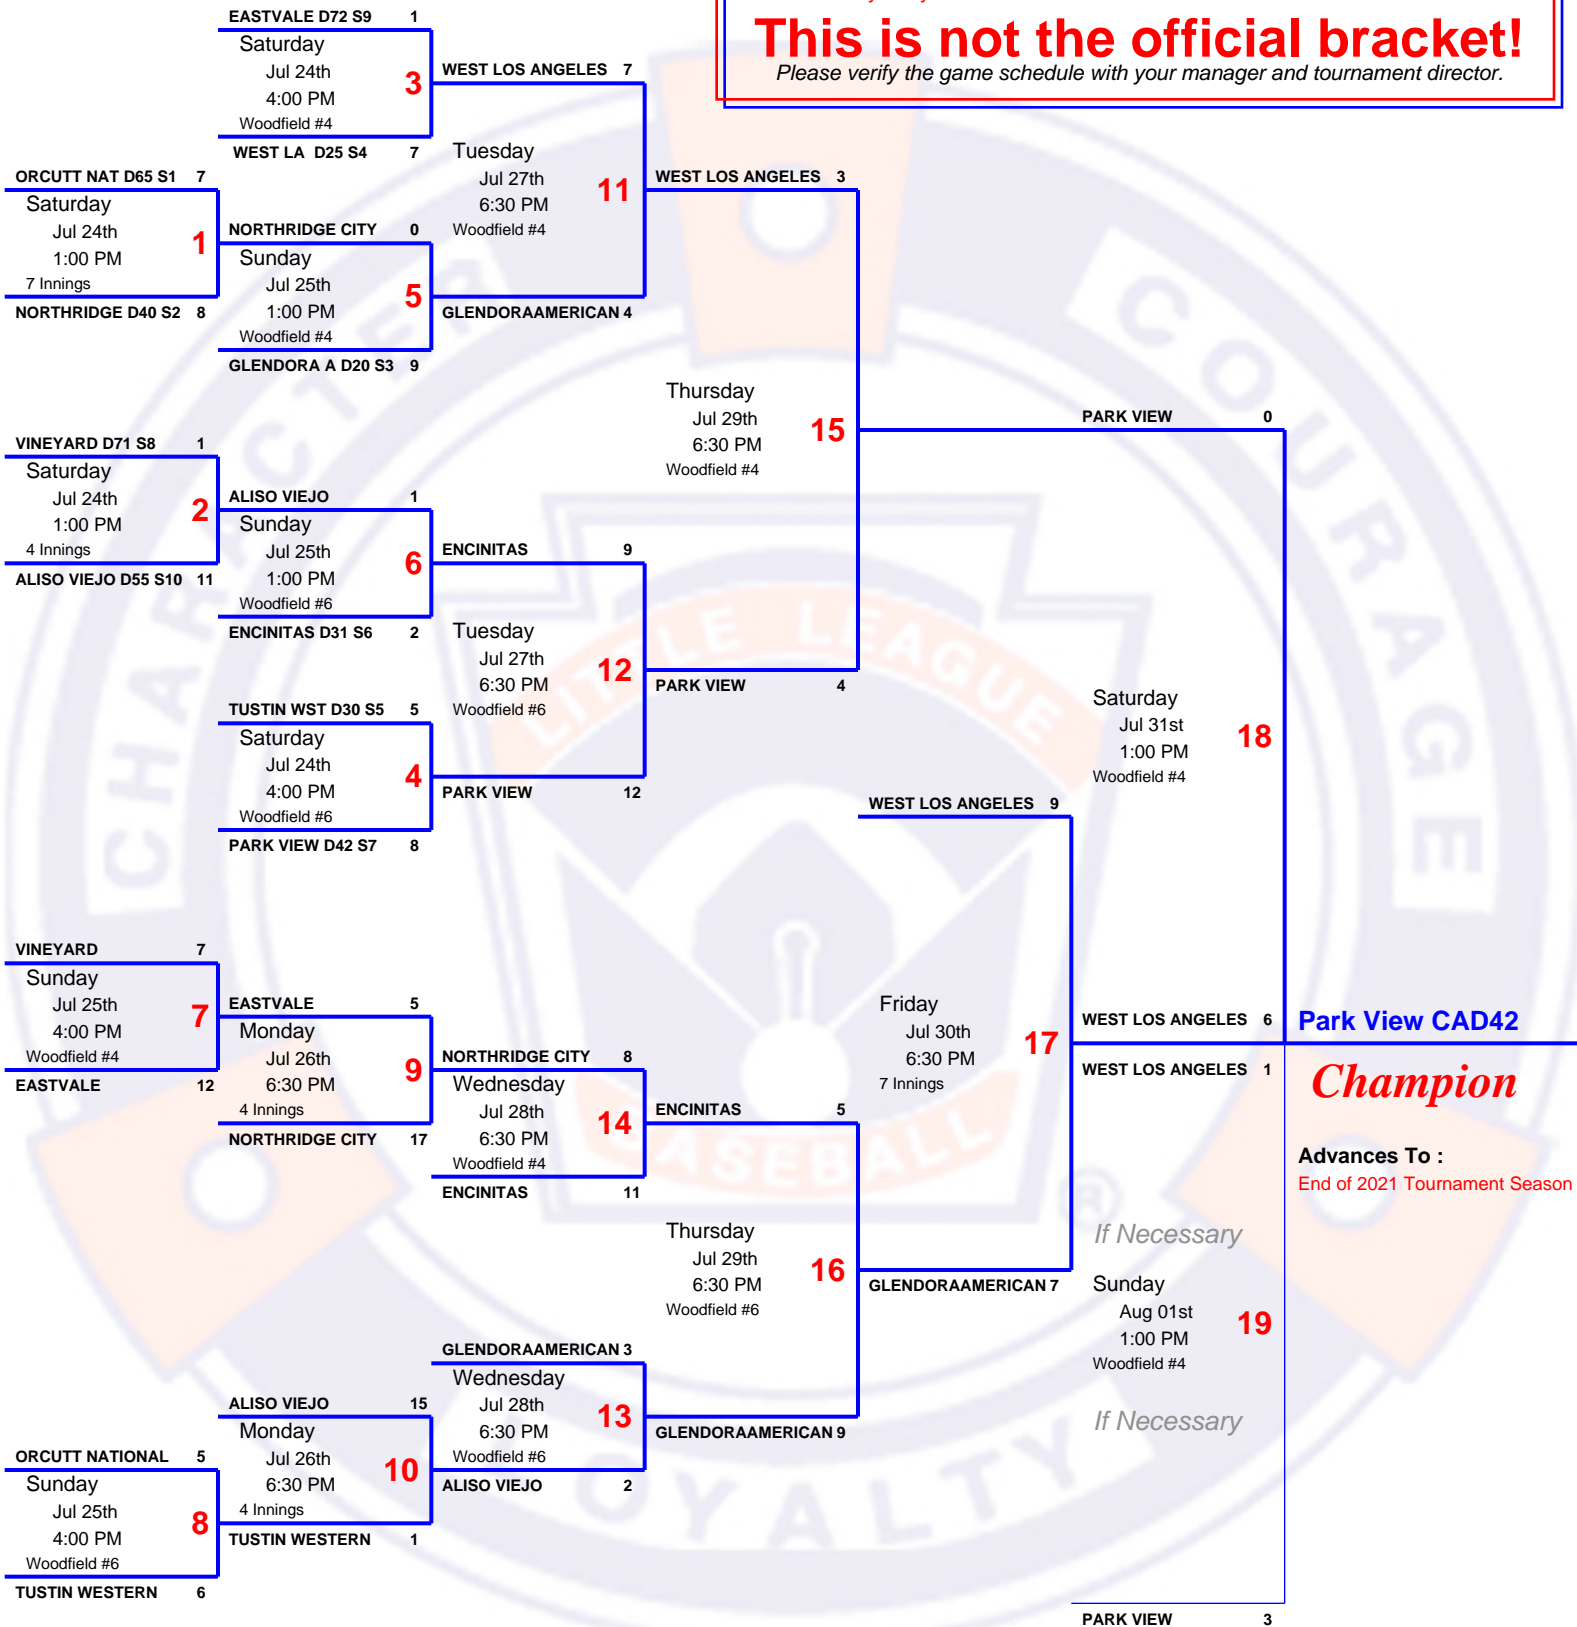 This is not the official bracket!
Please verify the game schedule with your manager and tournament director.
EASTVALE D72 S9 1
Saturday
Jul 24th
4:00 PM
Woodfield #4
3
WEST LA D25 S4 7
WEST LOS ANGELES 7
Tuesday
Jul 27th
6:30 PM
Woodfield #4
11
WEST LOS ANGELES 3
ORCUTT NAT D65 S1 7
Saturday
Jul 24th
1:00 PM
7 Innings
1
NORTHRIDGE D40 S2 8
NORTHRIDGE CITY 0
Sunday
Jul 25th
1:00 PM
Woodfield #4
5
GLENDORA A D20 S3 9
GLENDORAAMERICAN 4
Thursday
Jul 29th
6:30 PM
Woodfield #4
15
PARK VIEW 0
VINEYARD D71 S8 1
Saturday
Jul 24th
1:00 PM
4 Innings
2
ALISO VIEJO D55 S10 11
ALISO VIEJO 1
Sunday
Jul 25th
1:00 PM
Woodfield #6
6
ENCINITAS D31 S6 2
ENCINITAS 9
Tuesday
Jul 27th
6:30 PM
Woodfield #6
12
PARK VIEW 4
TUSTIN WST D30 S5 5
Saturday
Jul 24th
4:00 PM
Woodfield #6
4
PARK VIEW D42 S7 8
PARK VIEW 12
Saturday
Jul 31st
1:00 PM
Woodfield #4
18
WEST LOS ANGELES 9
VINEYARD 7
Sunday
Jul 25th
4:00 PM
Woodfield #4
7
EASTVALE 12
EASTVALE 5
Monday
Jul 26th
6:30 PM
4 Innings
9
NORTHRIDGE CITY 17
NORTHRIDGE CITY 8
Wednesday
Jul 28th
6:30 PM
Woodfield #4
14
ENCINITAS 11
ENCINITAS 5
Friday
Jul 30th
6:30 PM
7 Innings
17
WEST LOS ANGELES 6
WEST LOS ANGELES 1
Park View CAD42
Champion
Advances To :
End of 2021 Tournament Season
Thursday
Jul 29th
6:30 PM
Woodfield #6
16
GLENDORAAMERICAN 7
If Necessary
Sunday
Aug 01st
1:00 PM
Woodfield #4
19
If Necessary
GLENDORAAMERICAN 3
Wednesday
Jul 28th
6:30 PM
Woodfield #6
13
ALISO VIEJO 2
GLENDORAAMERICAN 9
ALISO VIEJO 15
Monday
Jul 26th
6:30 PM
4 Innings
10
TUSTIN WESTERN 1
ORCUTT NATIONAL 5
Sunday
Jul 25th
4:00 PM
Woodfield #6
8
TUSTIN WESTERN 6
PARK VIEW 3
CHARACTER
COURAGE
LOYALTY
LITTLE LEAGUE
BASEBALL
®